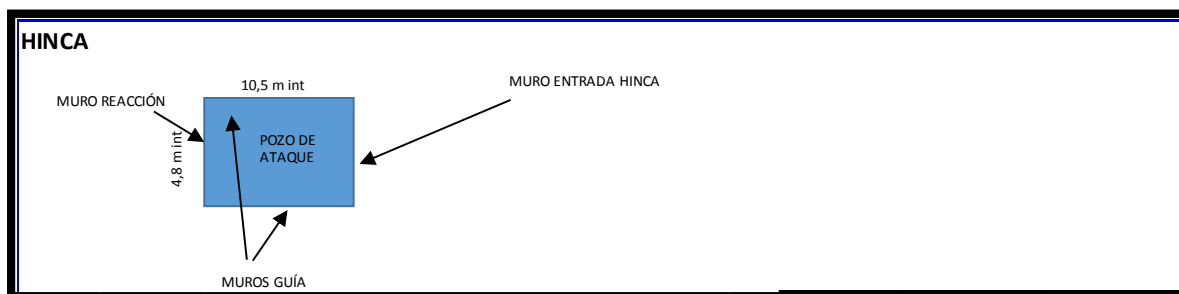 HINCA
10,5 m int
MURO ENTRADA HINCA
MURO REACCIÓN
4,8 m int
POZO DE
ATAQUE
MUROS GUÍA